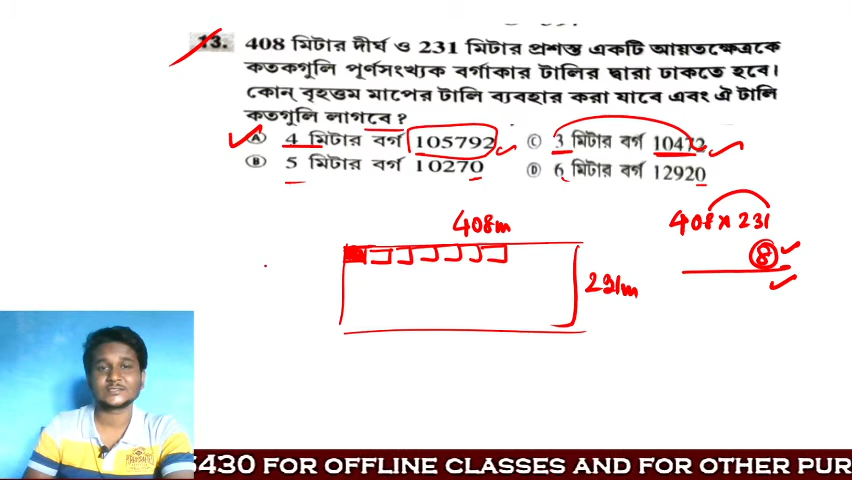 13. 408 মিটার দীর্ঘ ও 231 মিটার প্রশস্ত একটি আয়তক্ষেত্রকে
কতকগুলি পূর্ণসংখ্যক বর্গাকার টালির দ্বারা ঢাকতে হবে।
কোন্ বৃহত্তম মাপের টালি ব্যবহার করা যাবে এবং ঐ টালি
কতগুলি লাগবে ?
A 4 মিটার বর্গ 105792 C 3 মিটার বর্গ 10472
B 5 মিটার বর্গ 10270 D 6 মিটার বর্গ 12920
408m 408 x 231
8
231m
5430 FOR OFFLINE CLASSES AND FOR OTHER PUR